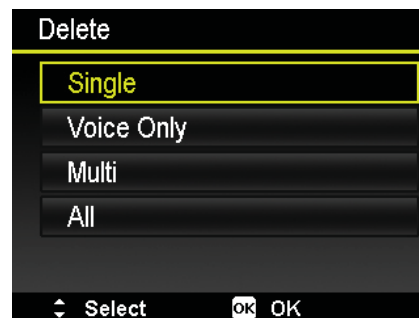 Delete
Single
Voice Only
Multi
All
Select OK OK